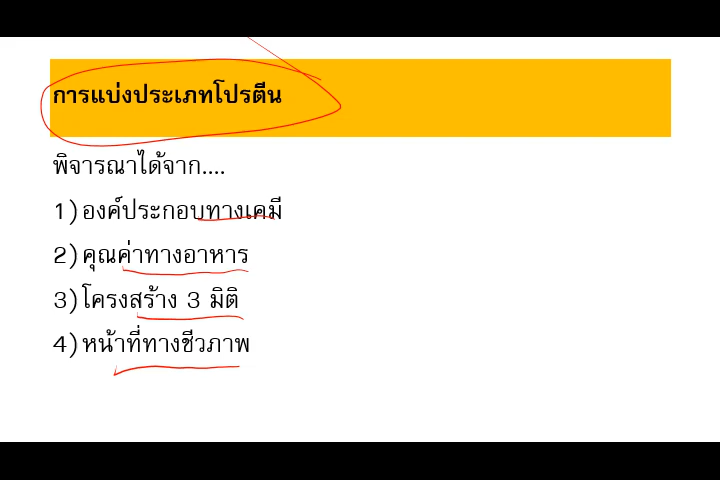 การแบ่งประเภทโปรตีน
พิจารณาได้จาก....
1) องค์ประกอบทางเคมี
2) คุณค่าทางอาหาร
3) โครงสร้าง 3 มิติ
4) หน้าที่ทางชีวภาพ